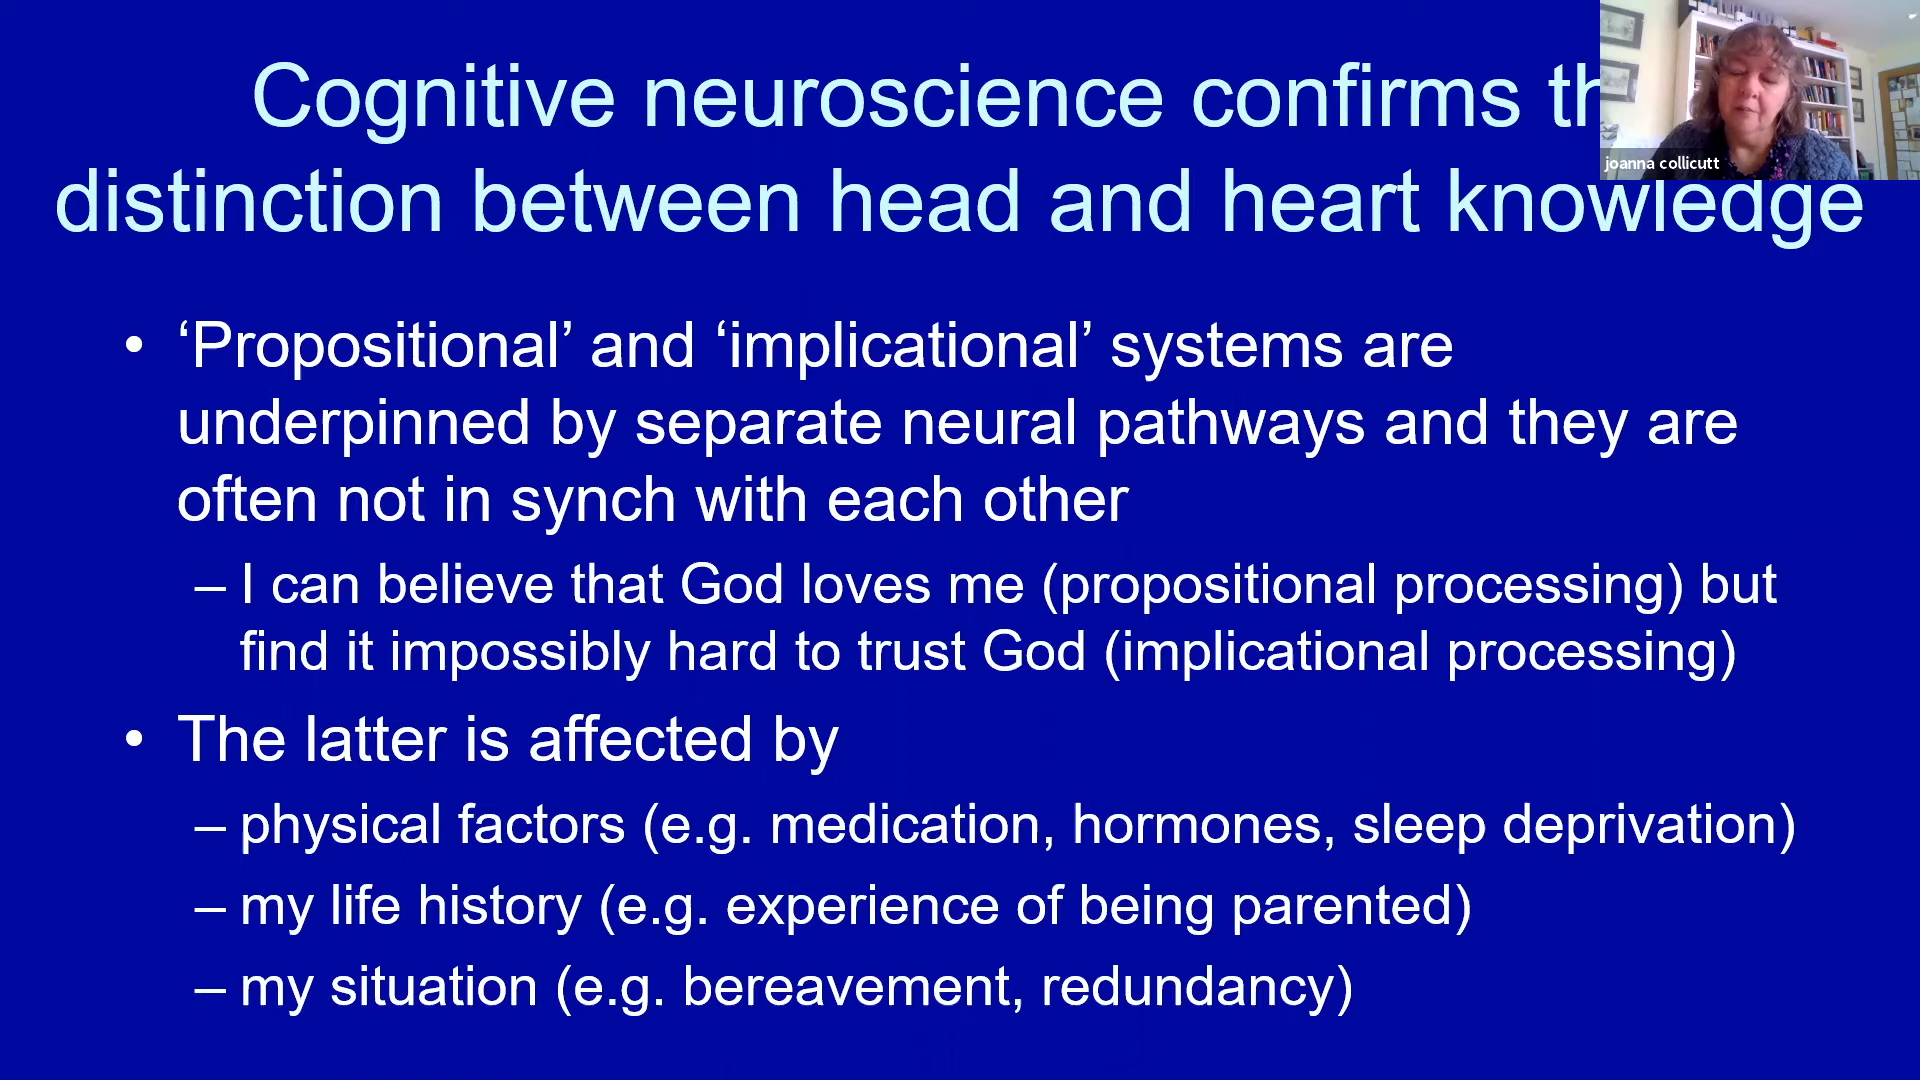 Cognitive neuroscience confirms
distinction between head and heart knowledge
joanna collicutt
• ‘Propositional’ and ‘implicational’ systems are
underpinned by separate neural pathways and they are
often not in synch with each other
– I can believe that God loves me (propositional processing) but
find it impossibly hard to trust God (implicational processing)
• The latter is affected by
– physical factors (e.g. medication, hormones, sleep deprivation)
– my life history (e.g. experience of being parented)
– my situation (e.g. bereavement, redundancy)